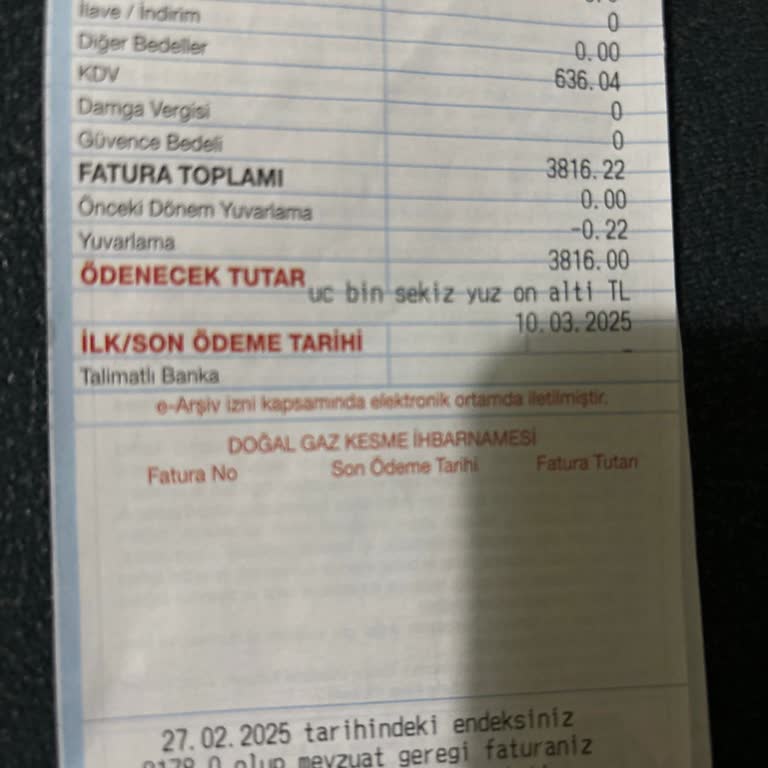 İlave / İndirim 0
Diğer Bedeller 0.00
KDV 636.04
Damga Vergisi 0
Güvence Bedeli 0
FATURA TOPLAMI 3816.22
Önceki Dönem Yuvarlama 0.00
Yuvarlama -0.22
ÖDENECEK TUTAR 3816.00
uc bin sekiz yuz on alti TL
İLK/SON ÖDEME TARİHİ 10.03.2025
Talimatlı Banka -
e-Arşiv izni kapsamında elektronik ortamda iletilmiştir.
DOĞAL GAZ KESME İHBARNAMESİ
Fatura No Son Ödeme Tarihi Fatura Tutarı
27.02.2025 tarihindeki endeksiniz
olup mevzuat geregi faturaniz